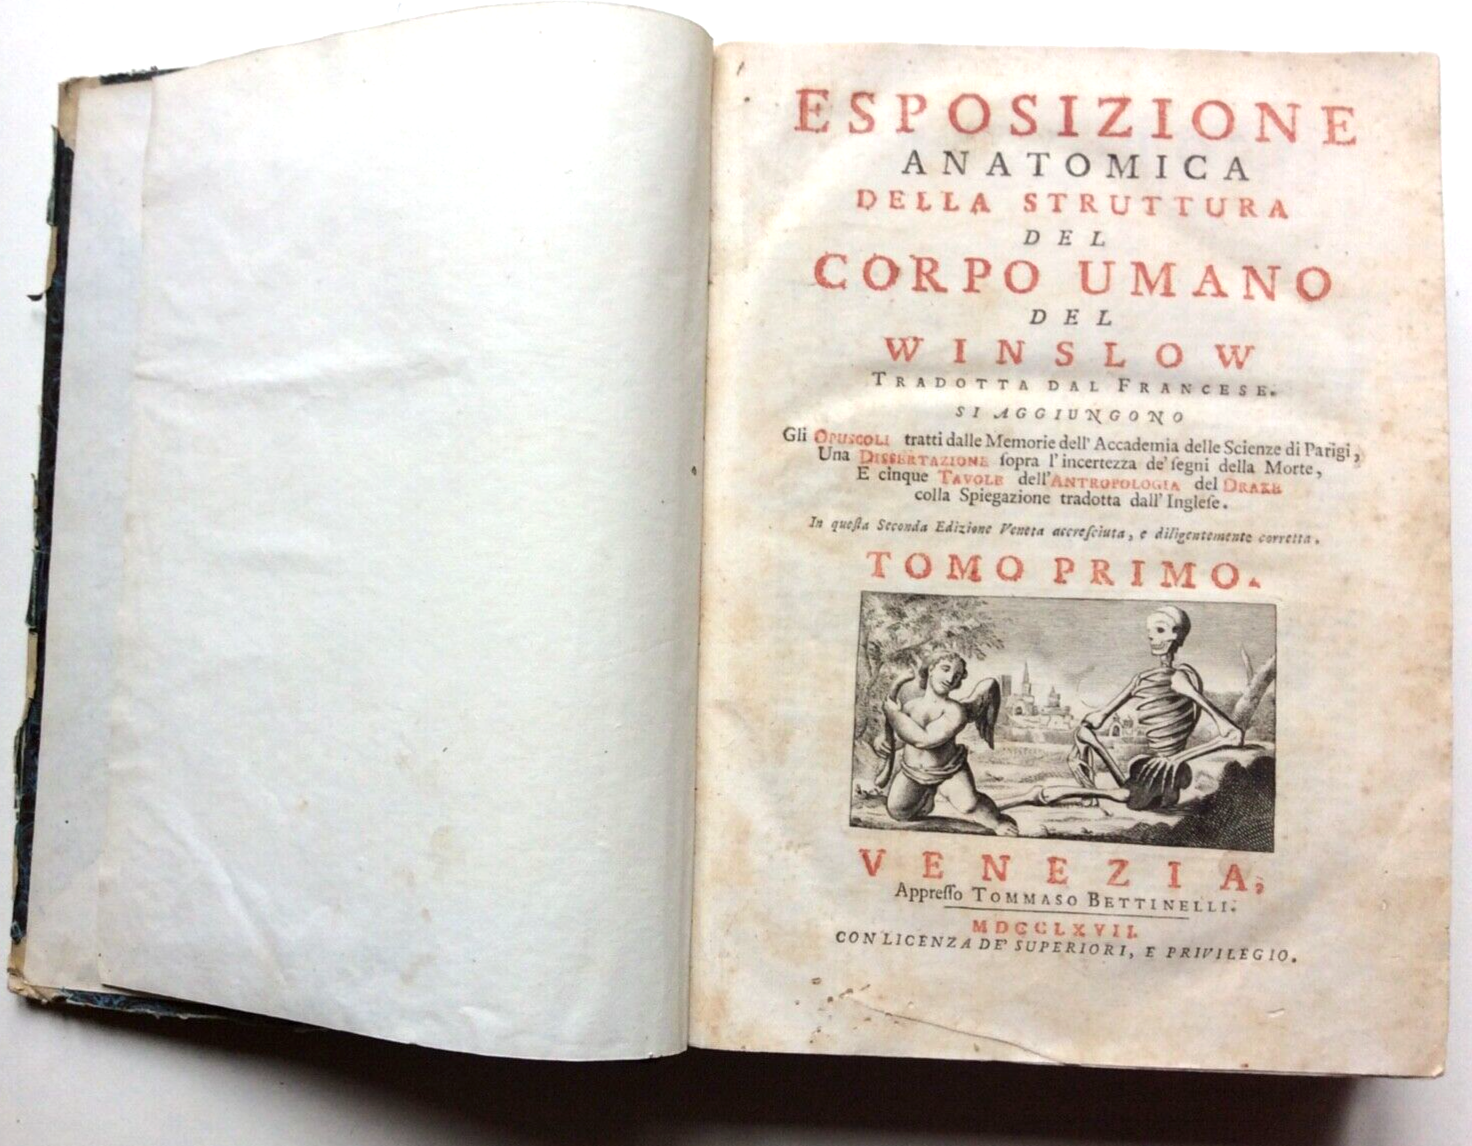 ESPOSIZIONE
ANATOMICA
DELLA STRUTTURA
DEL
CORPO UMANO
DEL
WINSLOW
TRADOTTA DAL FRANCESE.
SI AGGIUNGONO
Gli OPUSCOLI tratti dalle Memorie dell' Accademia delle Scienze di Parigi,
Una DISSERTAZIONE ſopra l' incertezza de' ſegni della Morte,
E cinque TAVOLE dell' ANTROPOLOGIA del DRAKE
colla Spiegazione tradotta dall' Ingleſe.
In queſta Seconda Edizione Veneta accreſciuta, e diligentemente corretta.
TOMO PRIMO.
VENEZIA,
Appreſſo TOMMASO BETTINELLI.
MDCCLXVII.
CON LICENZA DE' SUPERIORI, E PRIVILEGIO.